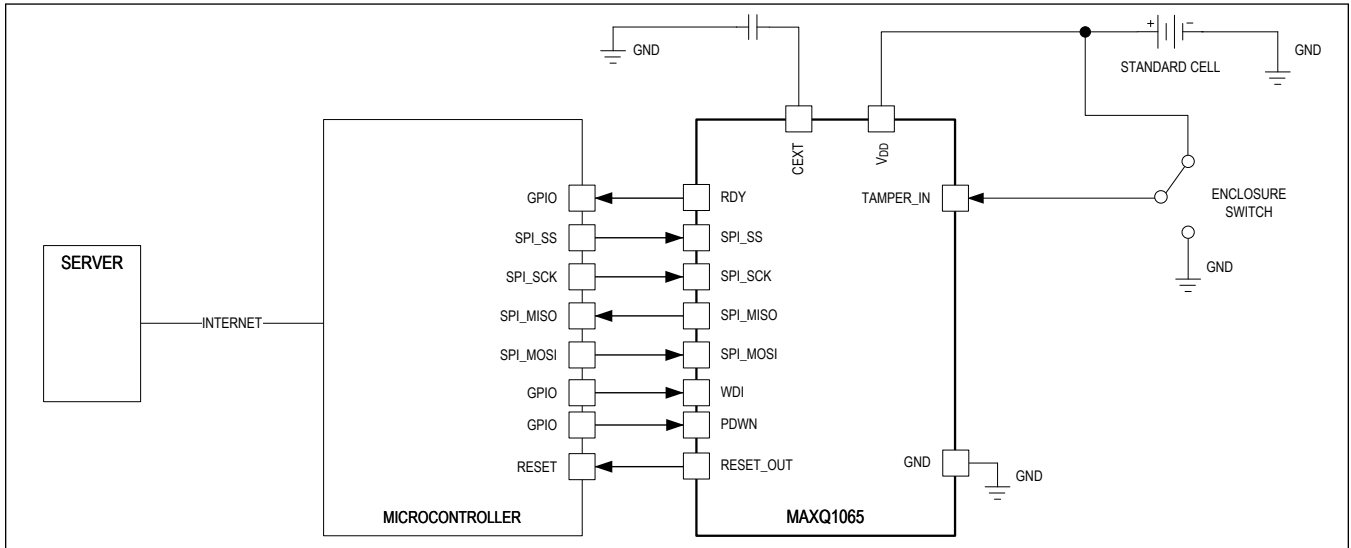 GND
+ −
GND
STANDARD CELL
CEXT
VDD
GPIO
RDY
TAMPER_IN
ENCLOSURE
SWITCH
SPI_SS
SPI_SS
SERVER
GND
SPI_SCK
SPI_SCK
INTERNET
SPI_MISO
SPI_MISO
SPI_MOSI
SPI_MOSI
GPIO
WDI
GPIO
PDWN
RESET
RESET_OUT
GND
GND
MICROCONTROLLER
MAXQ1065